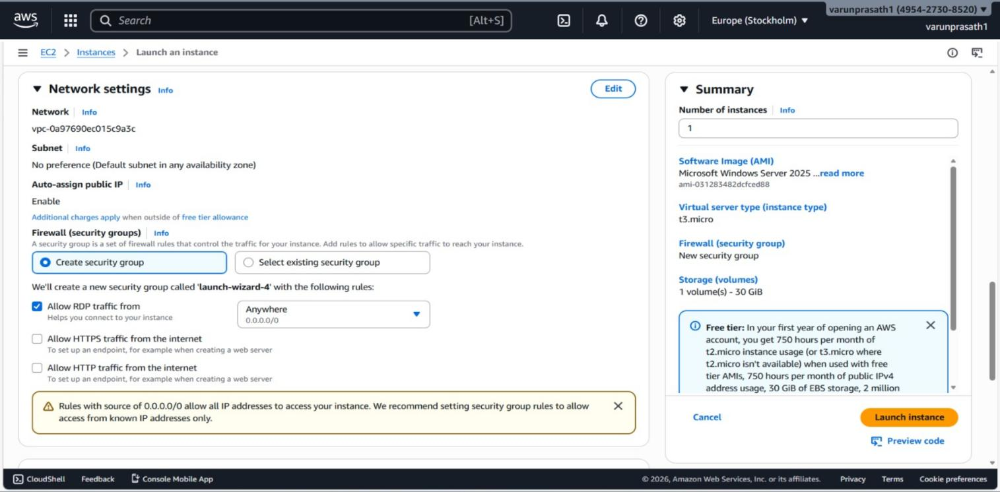 aws
Search
[Alt+S]
Europe (Stockholm)
varunprasath1 (4954-2730-8520)
varunprasath1
EC2 > Instances > Launch an instance
Network settings Info
Edit
Network Info
vpc-0a97690ec015c9a3c
Subnet Info
No preference (Default subnet in any availability zone)
Auto-assign public IP Info
Enable
Additional charges apply when outside of free tier allowance
Firewall (security groups) Info
A security group is a set of firewall rules that control the traffic for your instance. Add rules to allow specific traffic to reach your instance.
Create security group
Select existing security group
We'll create a new security group called 'launch-wizard-4' with the following rules:
Allow RDP traffic from
Helps you connect to your instance
Anywhere
0.0.0.0/0
Allow HTTPS traffic from the internet
To set up an endpoint, for example when creating a web server
Allow HTTP traffic from the internet
To set up an endpoint, for example when creating a web server
Rules with source of 0.0.0.0/0 allow all IP addresses to access your instance. We recommend setting security group rules to allow
access from known IP addresses only.
Summary
Number of instances Info
1
Software Image (AMI)
Microsoft Windows Server 2025 ...read more
ami-031283482dcfced88
Virtual server type (instance type)
t3.micro
Firewall (security group)
New security group
Storage (volumes)
1 volume(s) - 30 GiB
Free tier: In your first year of opening an AWS
account, you get 750 hours per month of
t2.micro instance usage (or t3.micro where
t2.micro isn't available) when used with free
tier AMIs, 750 hours per month of public IPv4
address usage, 30 GiB of EBS storage, 2 million
Cancel
Launch instance
Preview code
CloudShell
Feedback
Console Mobile App
© 2026, Amazon Web Services, Inc. or its affiliates.
Privacy
Terms
Cookie preferences